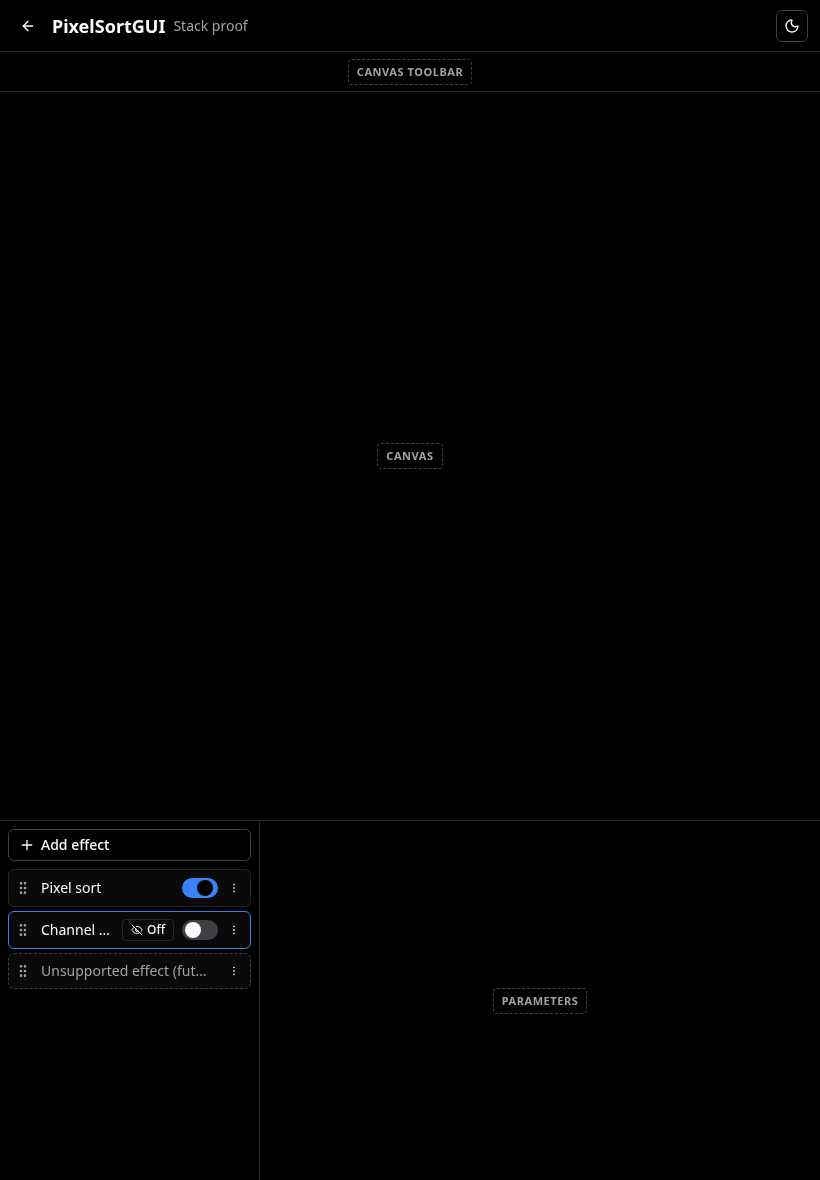 PixelSortGUI Stack proof
CANVAS TOOLBAR
CANVAS
Add effect
Pixel sort
Channel ... Off
Unsupported effect (fut...
PARAMETERS